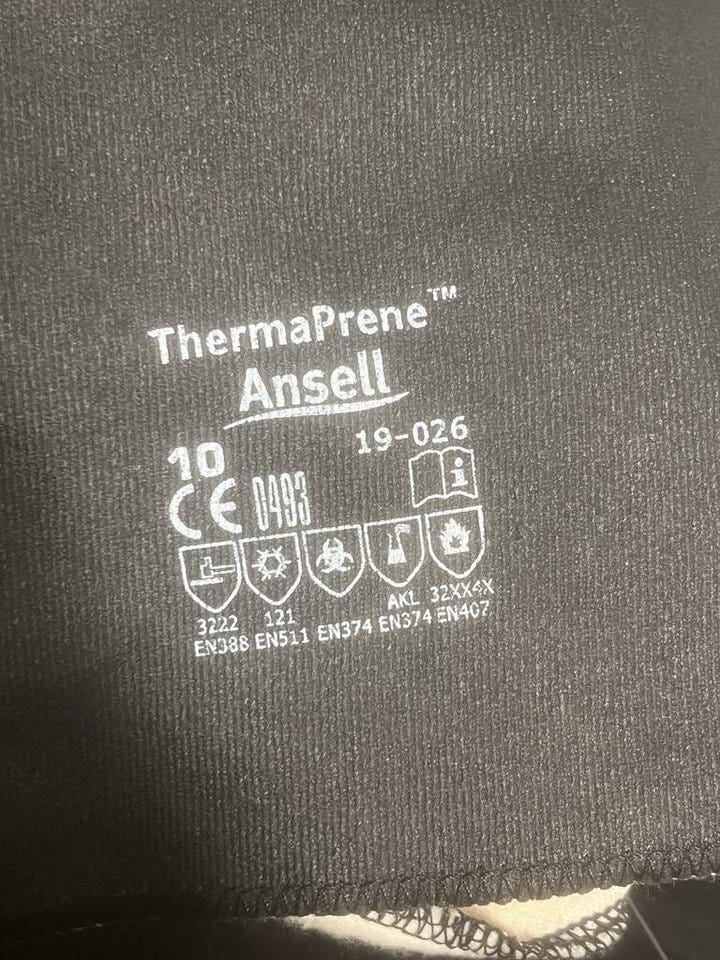 ThermaPrene™
Ansell
19-026
10
CE 0493
i
3222 121 AKL 32XX4X
EN388 EN511 EN374 EN374 EN407